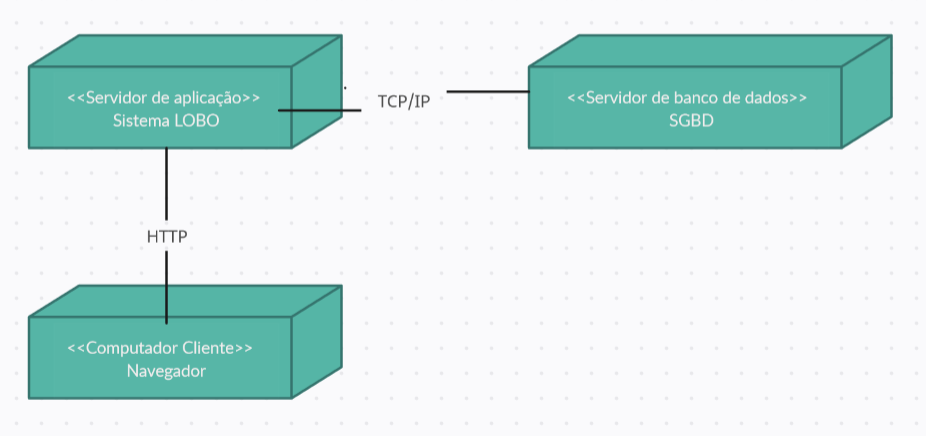 <<Servidor de aplicação>>
Sistema LOBO
TCP/IP
<<Servidor de banco de dados>>
SGBD
HTTP
<<Computador Cliente>>
Navegador